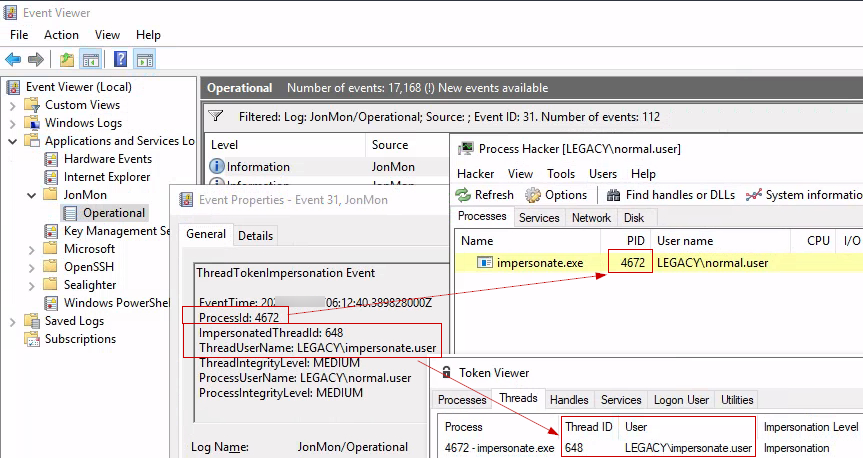 Event Viewer
File Action View Help
Event Viewer (Local)
Custom Views
Windows Logs
Applications and Services Lo
Hardware Events
Internet Explorer
JonMon
Operational
Key Management Se
Microsoft
OpenSSH
Sealighter
Windows PowerShel
Saved Logs
Subscriptions
Operational Number of events: 17,168 (!) New events available
Filtered: Log: JonMon/Operational; Source: ; Event ID: 31. Number of events: 112
Level Source
Information JonMon
Information JonMon
Event Properties - Event 31, JonMon
General Details
ThreadTokenImpersonation Event
EventTime: 202 06:12:40.389828000Z
ProcessId: 4672
ImpersonatedThreadId: 648
ThreadUserName: LEGACY\impersonate.user
ThreadIntegrityLevel: MEDIUM
ProcessUserName: LEGACY\normal.user
ProcessIntegrityLevel: MEDIUM
Log Name: JonMon/Operational
Process Hacker [LEGACY\normal.user]
Hacker View Tools Users Help
Refresh Options Find handles or DLLs System informatio
Processes Services Network Disk
Name PID User name CPU I/O
impersonate.exe 4672 LEGACY\normal.user
Token Viewer
Processes Threads Handles Services Logon User Utilities
Process Thread ID User Impersonation Level
4672 - impersonate.exe 648 LEGACY\impersonate.user Impersonation